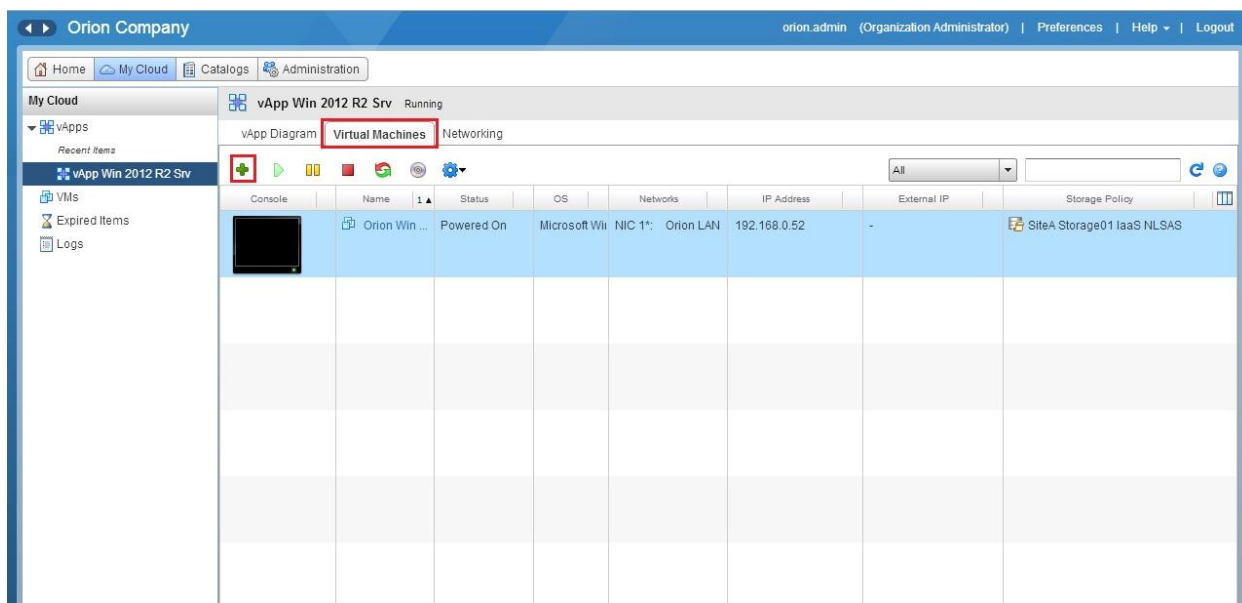 Orion Company
orion.admin (Organization Administrator) | Preferences | Help | Logout
Home My Cloud Catalogs Administration
My Cloud
vApp Win 2012 R2 Srv Running
vApps
vApp Diagram Virtual Machines Networking
Recent Items
vApp Win 2012 R2 Srv
All
VMs
Console Name 1 Status OS Networks IP Address External IP Storage Policy
Expired Items
Orion Win ... Powered On Microsoft Wi NIC 1*: Orion LAN 192.168.0.52 - SiteA Storage01 IaaS NLSAS
Logs